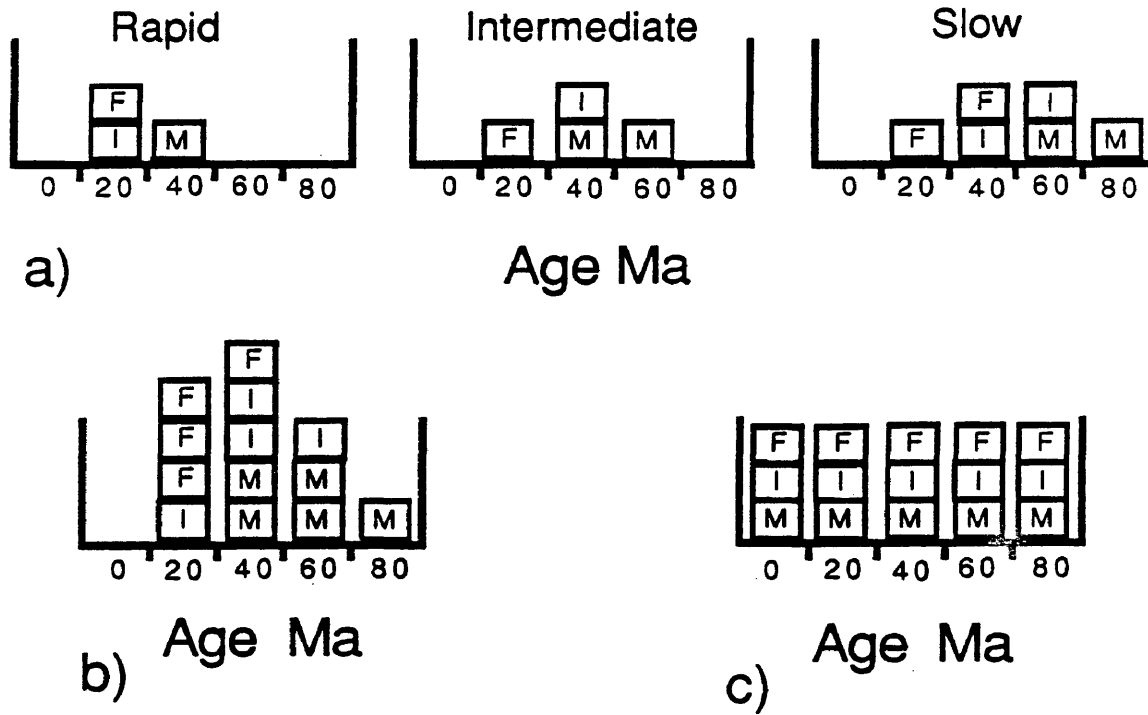 Rapid Intermediate Slow
F I F I
I M F M M F I M M
0 20 40 60 80 0 20 40 60 80 0 20 40 60 80
a) Age Ma
F
F I
F I I
F M M
I M M M
0 20 40 60 80
Age Ma
b)
F F F F F
I I I I I
M M M M M
0 20 40 60 80
Age Ma
c)